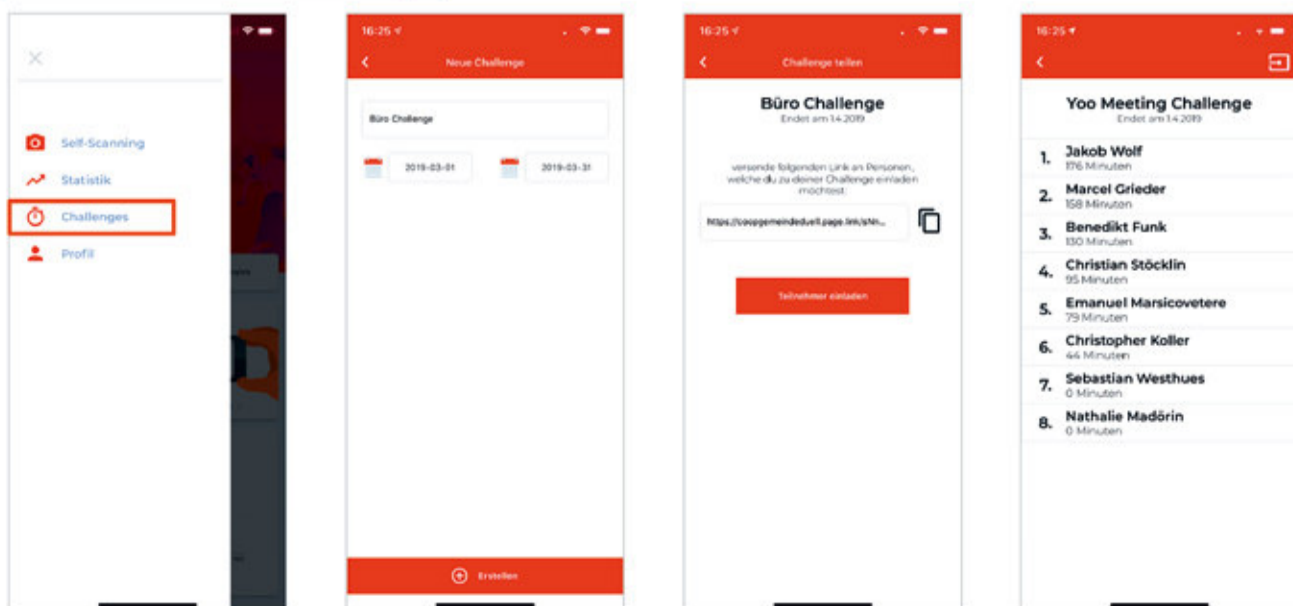 Self-Scanning
Statistik
Challenges
Profil
16:25
Neue Challenge
Büro Challenge
2019-03-01
2019-03-31
Erstellen
16:25
Challenge teilen
Büro Challenge
Endet am 1.4.2019
versende folgenden Link an Personen,
welche du zu deiner Challenge einladen
möchtest:
https://coopgemeindeduell.page.link/
Teilnehmer einladen
16:25
Yoo Meeting Challenge
Endet am 1.4.2019
1. Jakob Wolf
176 Minuten
2. Marcel Grieder
158 Minuten
3. Benedikt Funk
130 Minuten
4. Christian Stöcklin
95 Minuten
5. Emanuel Marsicovetere
79 Minuten
6. Christopher Koller
44 Minuten
7. Sebastian Westhues
0 Minuten
8. Nathalie Madörin
0 Minuten